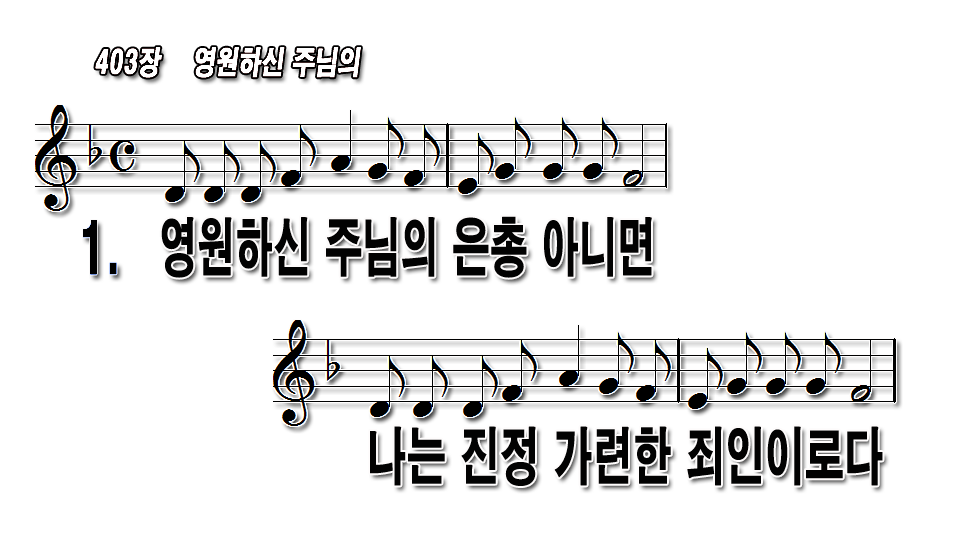 403장 영원하신 주님의
1. 영원하신 주님의 은총 아니면
나는 진정 가련한 죄인이로다